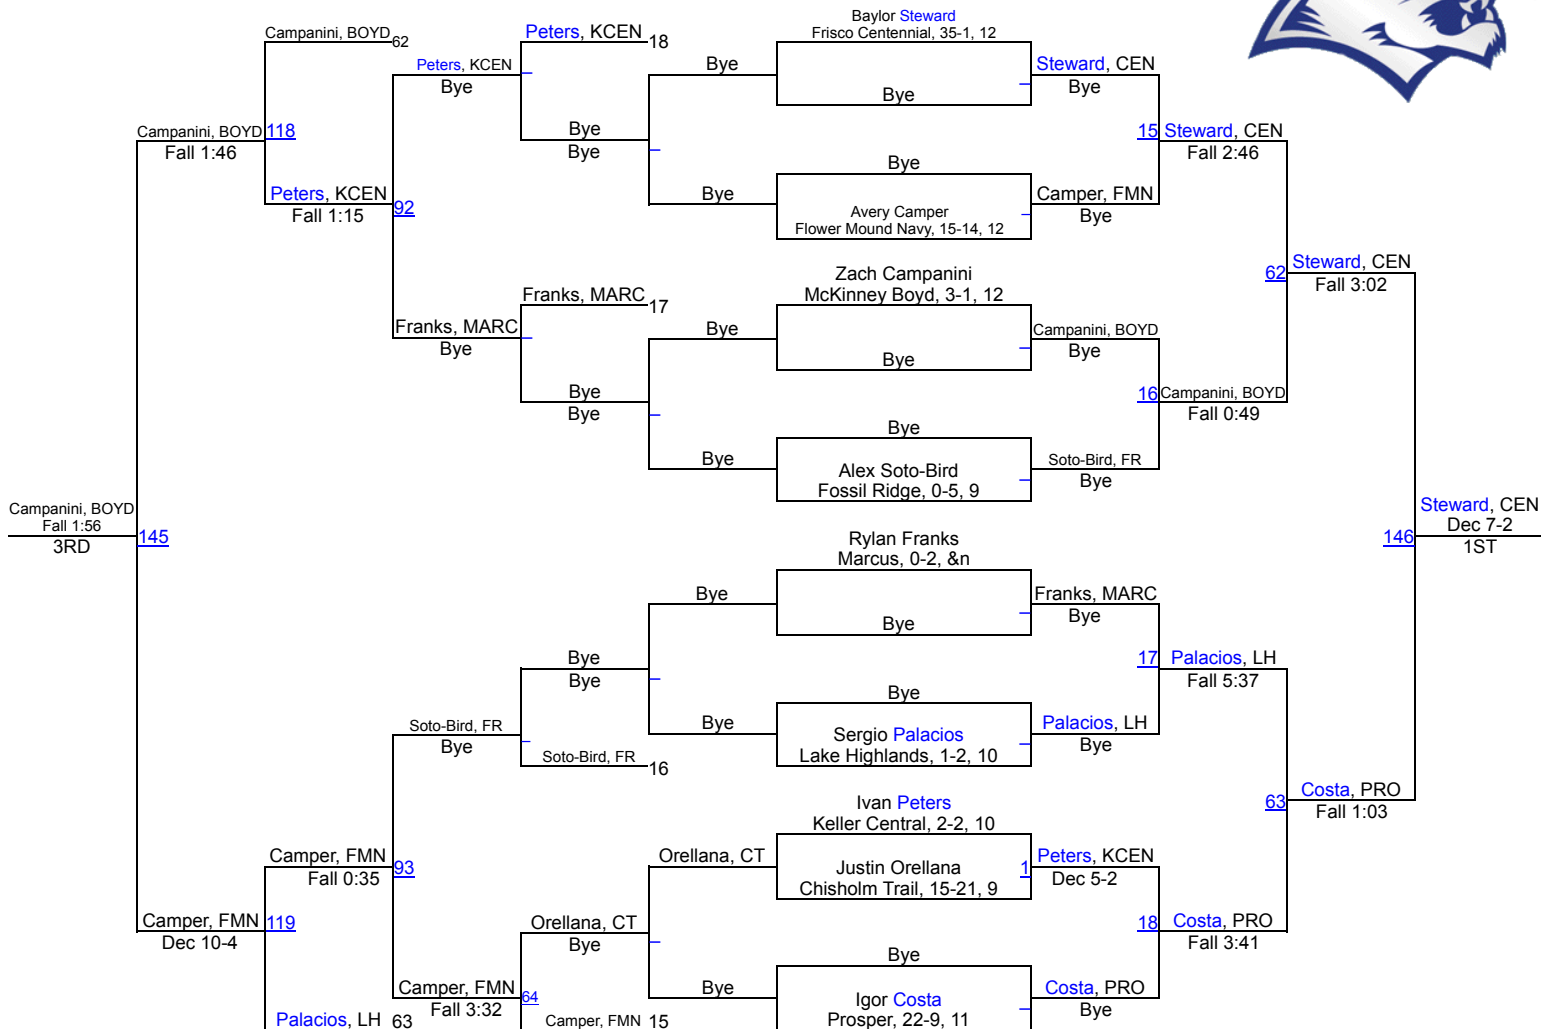 Baylor Steward
Frisco Centennial, 35-1, 12
Campanini, BOYD
62
Peters, KCEN
18
Peters, KCEN
Bye
Bye
Bye
Steward, CEN
Bye
Campanini, BOYD
118
Fall 1:46
Bye
Bye
15
Steward, CEN
Fall 2:46
Bye
Peters, KCEN
Fall 1:15
92
Bye
Avery Camper
Flower Mound Navy, 15-14, 12
Camper, FMN
Bye
Zach Campanini
McKinney Boyd, 3-1, 12
62
Steward, CEN
Fall 3:02
Franks, MARC
17
Franks, MARC
Bye
Bye
Bye
Campanini, BOYD
Bye
Bye
Bye
16
Campanini, BOYD
Fall 0:49
Bye
Bye
Alex Soto-Bird
Fossil Ridge, 0-5, 9
Soto-Bird, FR
Bye
Campanini, BOYD
Fall 1:56
3RD
145
Rylan Franks
Marcus, 0-2, &n
146
Steward, CEN
Dec 7-2
1ST
Bye
Bye
Franks, MARC
Bye
Bye
Bye
17
Palacios, LH
Fall 5:37
Bye
Soto-Bird, FR
Bye
Bye
Sergio Palacios
Lake Highlands, 1-2, 10
Palacios, LH
Bye
Soto-Bird, FR
16
Ivan Peters
Keller Central, 2-2, 10
63
Costa, PRO
Fall 1:03
Camper, FMN
Fall 0:35
93
Orellana, CT
Justin Orellana
Chisholm Trail, 15-21, 9
1
Peters, KCEN
Dec 5-2
Camper, FMN
Dec 10-4
119
Orellana, CT
Bye
18
Costa, PRO
Fall 3:41
Bye
Camper, FMN
Fall 3:32
64
Bye
Igor Costa
Prosper, 22-9, 11
Costa, PRO
Bye
Palacios, LH
63
Camper, FMN
15